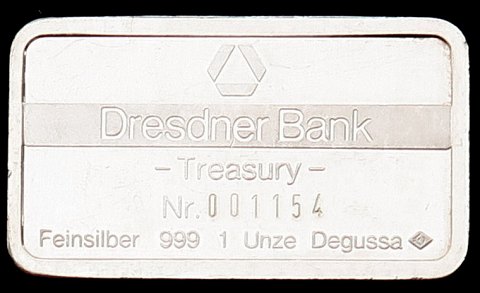 Dresdner Bank
- Treasury -
Nr. 001154
Feinsilber 999 1 Unze Degussa